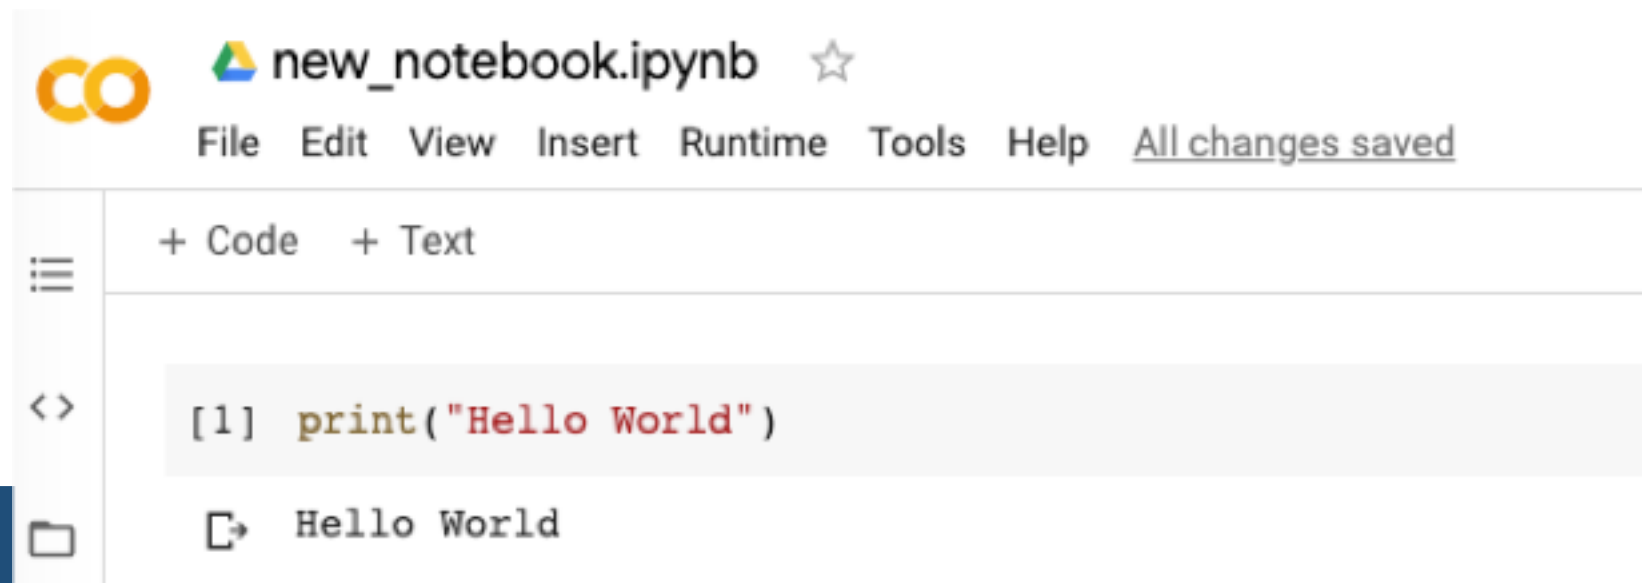 CO
new_notebook.ipynb
File Edit View Insert Runtime Tools Help All changes saved
+ Code + Text
[1] print("Hello World")
Hello World